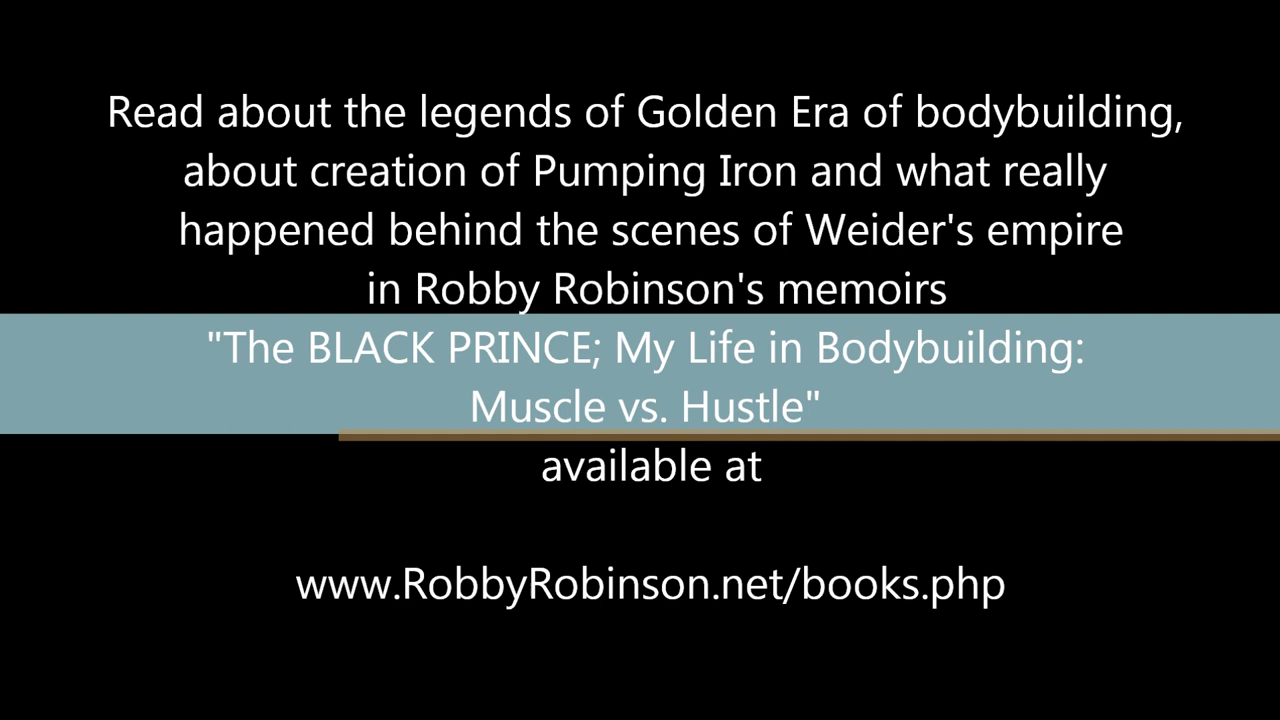 Read about the legends of Golden Era of bodybuilding,
about creation of Pumping Iron and what really
happened behind the scenes of Weider's empire
in Robby Robinson's memoirs
"The BLACK PRINCE; My Life in Bodybuilding:
Muscle vs. Hustle"
available at
www.RobbyRobinson.net/books.php